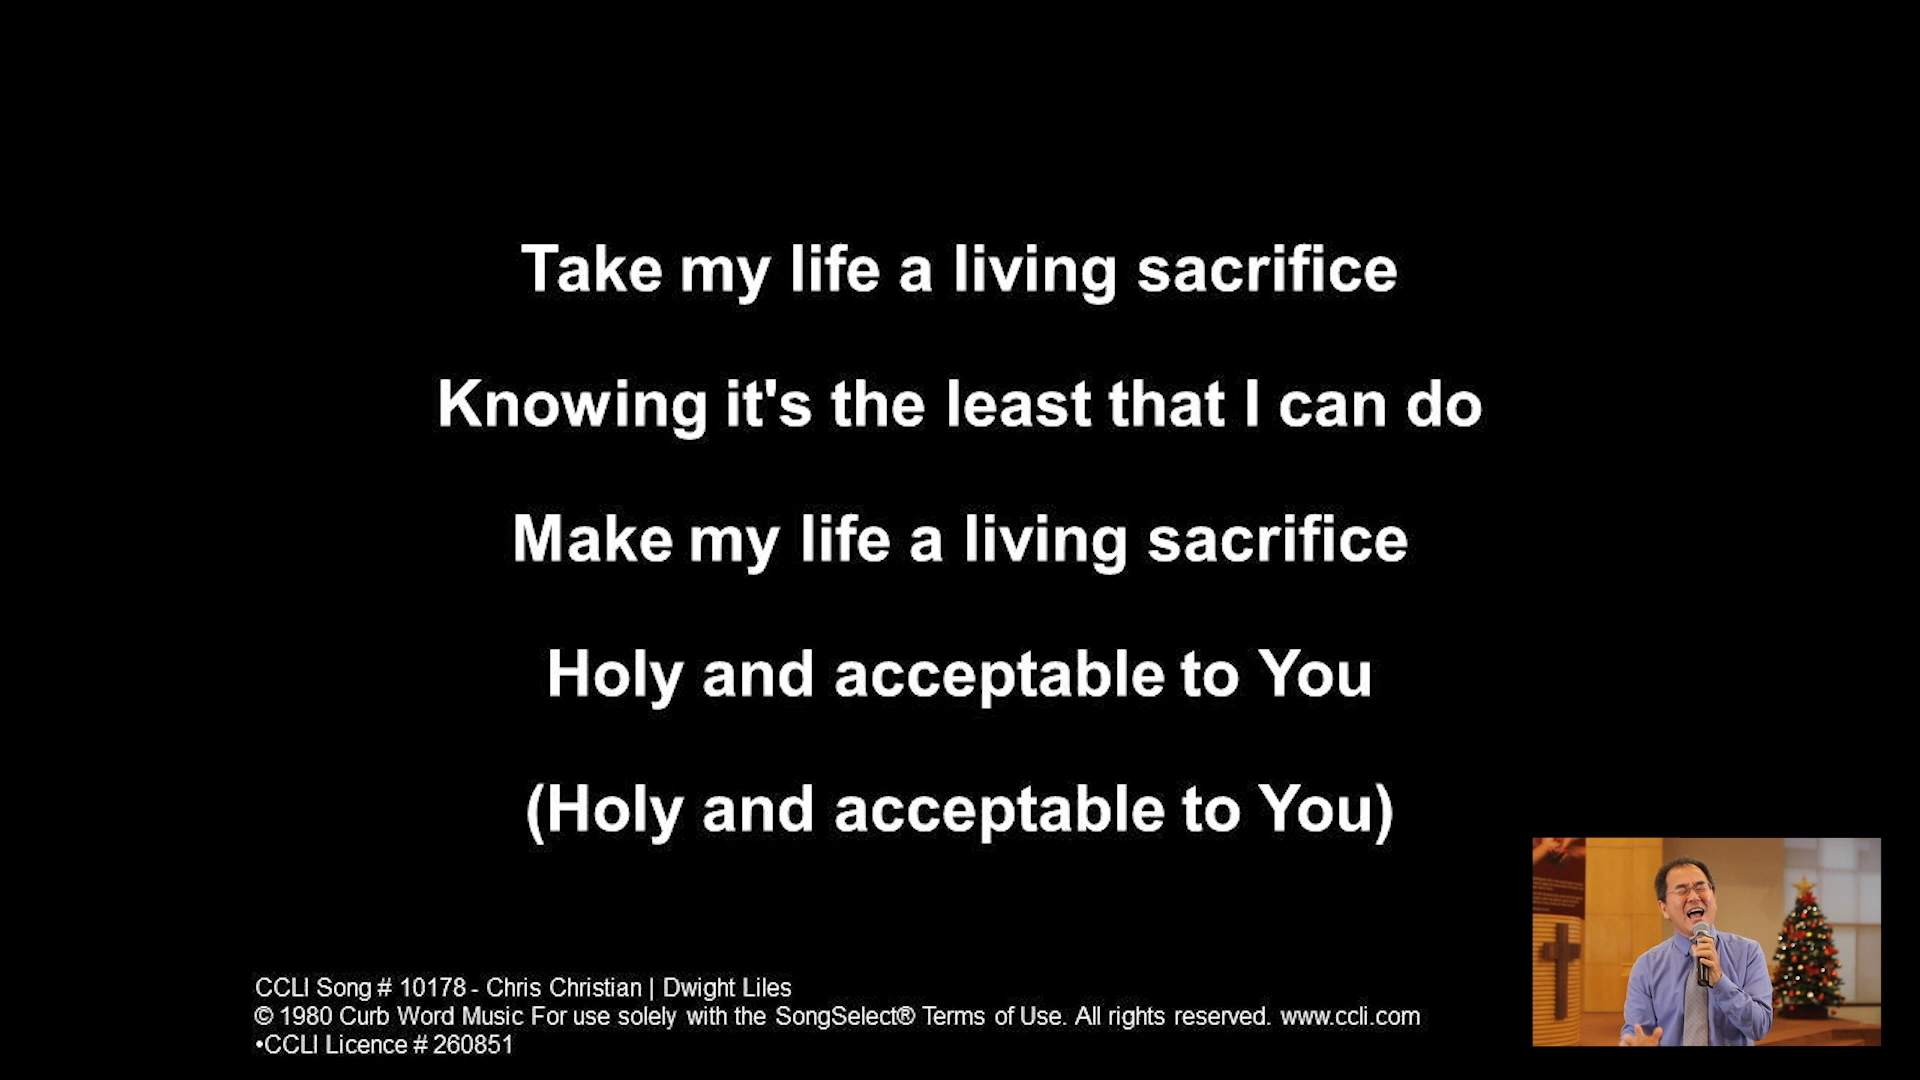 Take my life a living sacrifice
Knowing it's the least that I can do
Make my life a living sacrifice
Holy and acceptable to You
(Holy and acceptable to You)
CCLI Song # 10178 - Chris Christian | Dwight Liles
© 1980 Curb Word Music For use solely with the SongSelect® Terms of Use. All rights reserved. www.ccli.com
•CCLI Licence # 260851